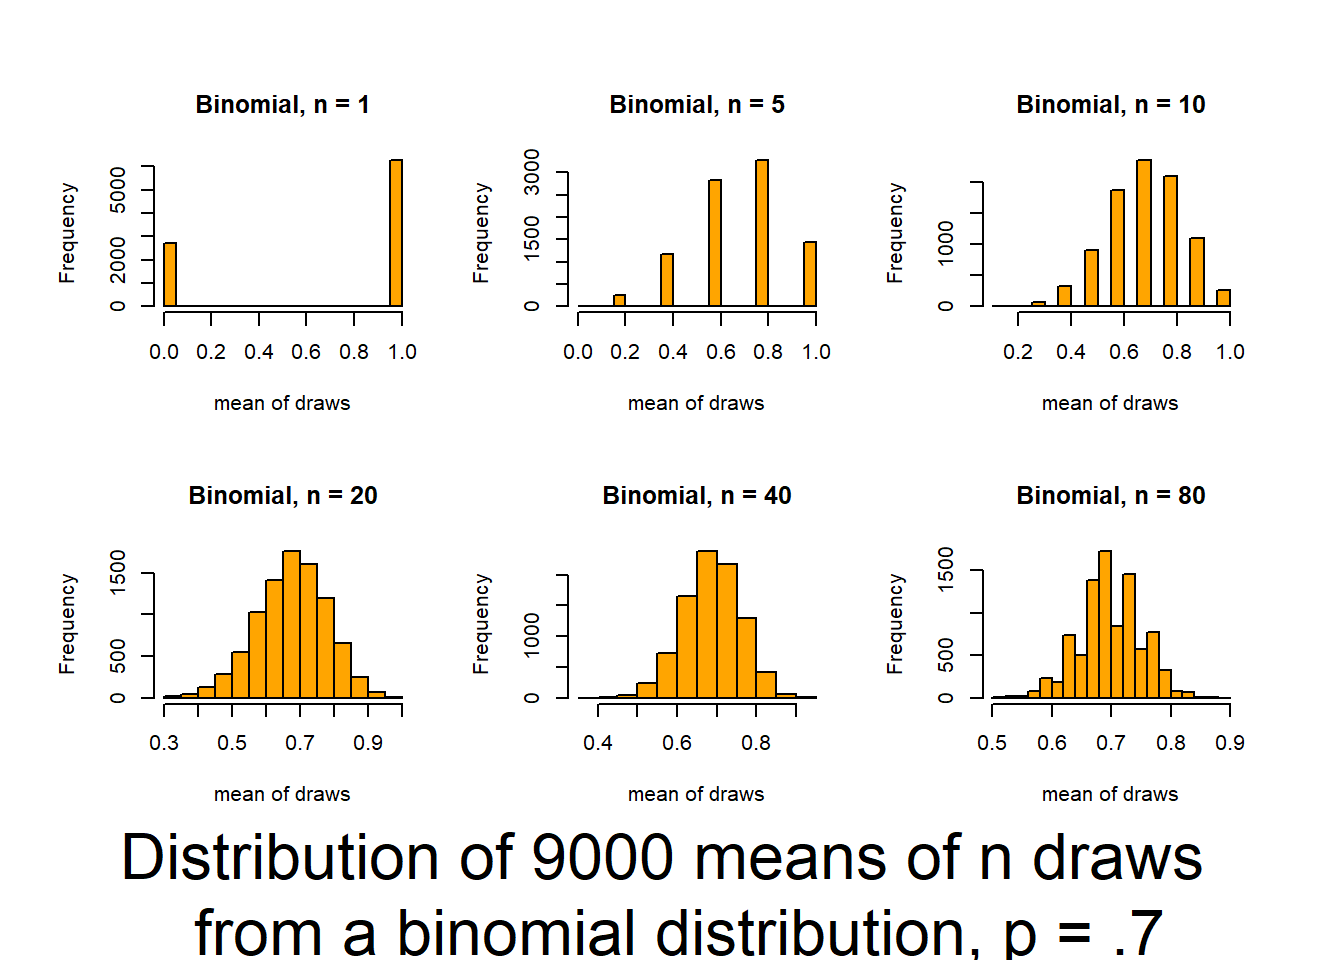 Binomial, n = 1
Frequency
0 2000 5000
0.0 0.2 0.4 0.6 0.8 1.0
mean of draws
Binomial, n = 5
Frequency
0 1500 3000
0.0 0.2 0.4 0.6 0.8 1.0
mean of draws
Binomial, n = 10
Frequency
0 1000
0.2 0.4 0.6 0.8 1.0
mean of draws
Binomial, n = 20
Frequency
0 500 1500
0.3 0.5 0.7 0.9
mean of draws
Binomial, n = 40
Frequency
0 1000
0.4 0.6 0.8
mean of draws
Binomial, n = 80
Frequency
0 500 1500
0.5 0.6 0.7 0.8 0.9
mean of draws
Distribution of 9000 means of n draws
from a binomial distribution, p = .7